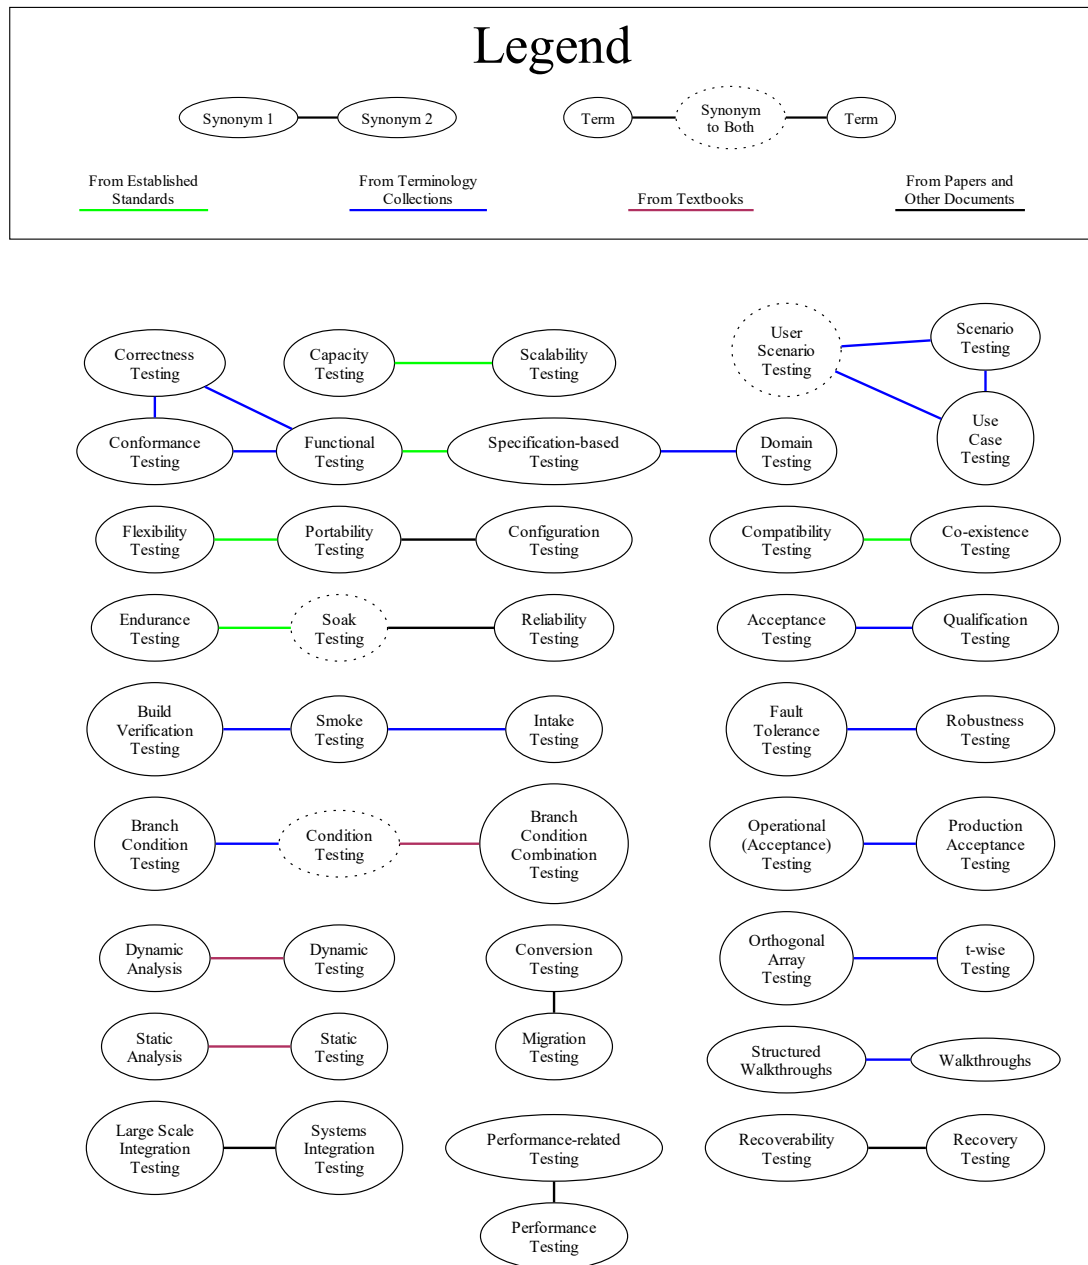 Legend
Synonym 1
Synonym 2
Term
Synonym
to Both
Term
From Established
Standards
From Terminology
Collections
From Textbooks
From Papers and
Other Documents
Correctness
Testing
Capacity
Testing
Scalability
Testing
User
Scenario
Testing
Scenario
Testing
Conformance
Testing
Functional
Testing
Specification-based
Testing
Domain
Testing
Use
Case
Testing
Flexibility
Testing
Portability
Testing
Configuration
Testing
Compatibility
Testing
Co-existence
Testing
Endurance
Testing
Soak
Testing
Reliability
Testing
Acceptance
Testing
Qualification
Testing
Build
Verification
Testing
Smoke
Testing
Intake
Testing
Fault
Tolerance
Testing
Robustness
Testing
Branch
Condition
Testing
Condition
Testing
Branch
Condition
Combination
Testing
Operational
(Acceptance)
Testing
Production
Acceptance
Testing
Dynamic
Analysis
Dynamic
Testing
Conversion
Testing
Orthogonal
Array
Testing
t-wise
Testing
Static
Analysis
Static
Testing
Migration
Testing
Structured
Walkthroughs
Walkthroughs
Large Scale
Integration
Testing
Systems
Integration
Testing
Performance-related
Testing
Recoverability
Testing
Recovery
Testing
Performance
Testing